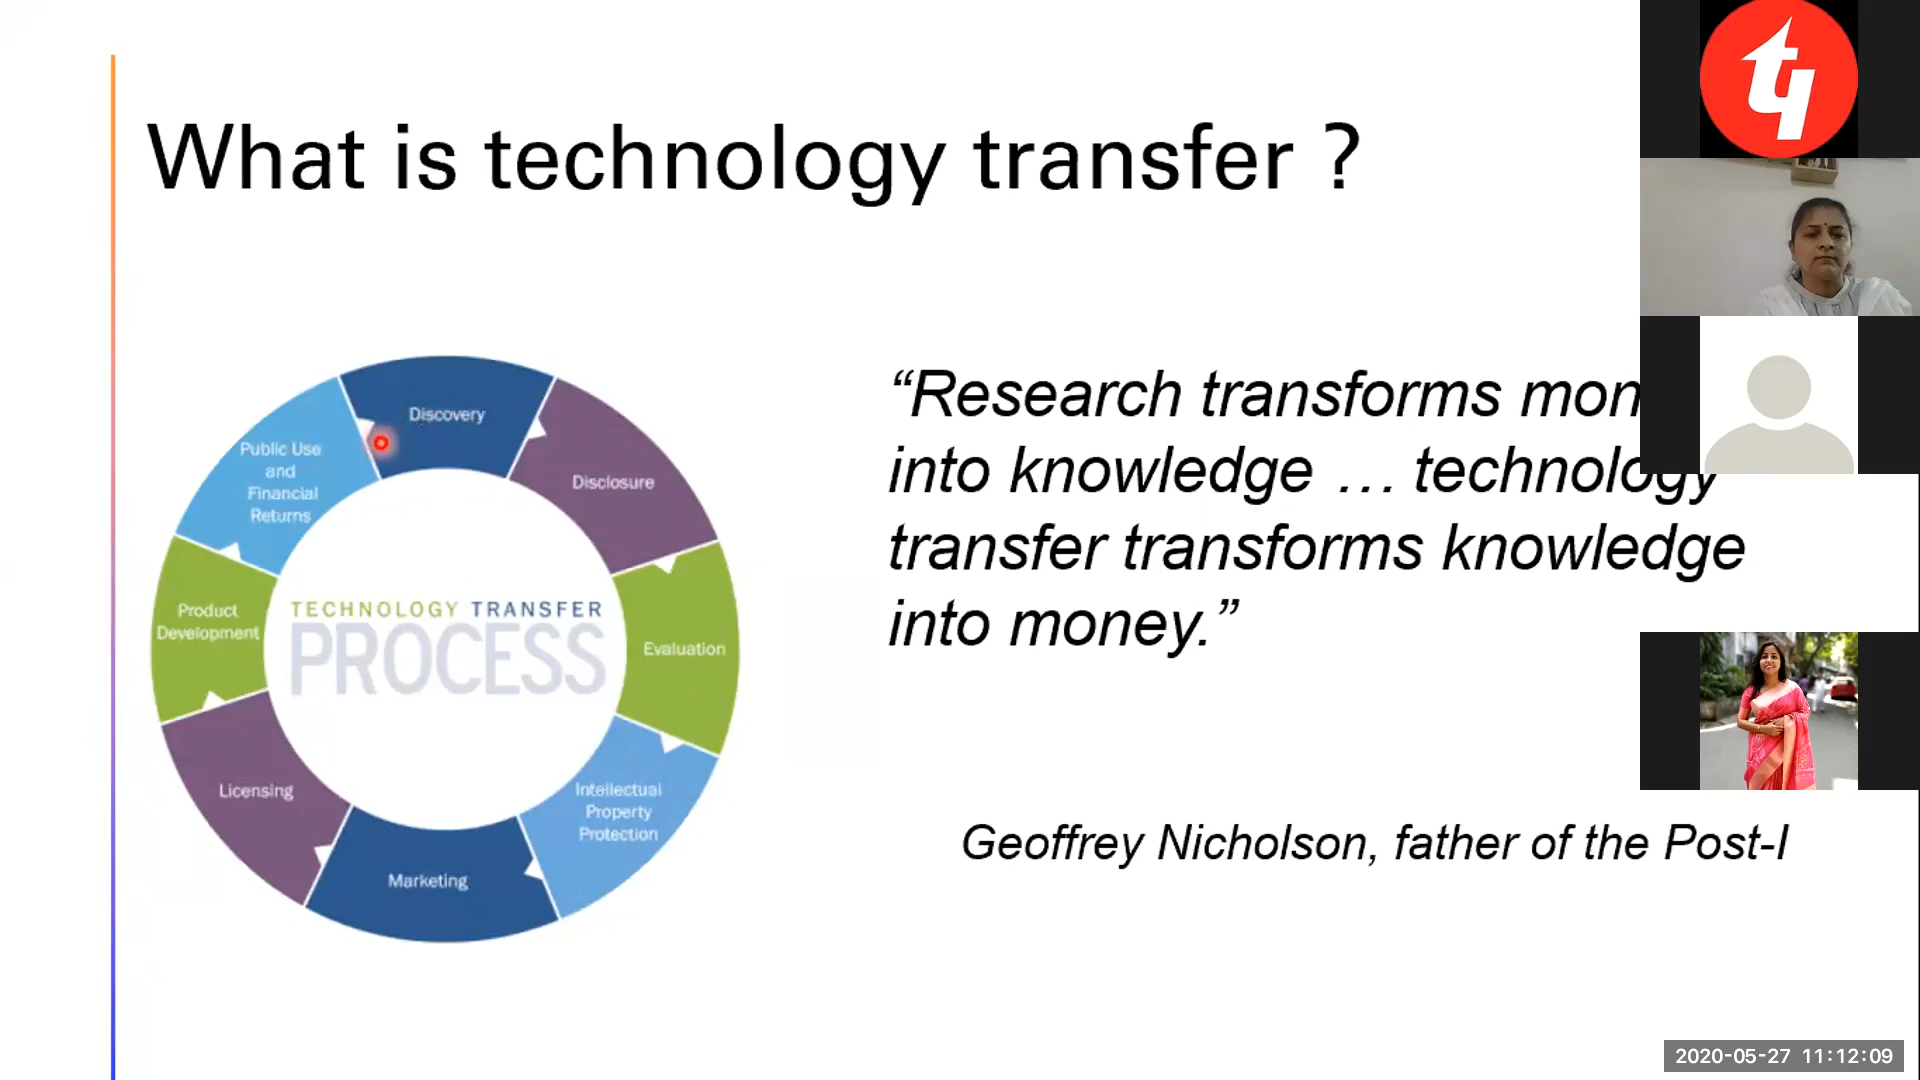 What is technology transfer ?
Discovery
Disclosure
Evaluation
Intellectual
Property
Protection
Marketing
Licensing
Product
Development
Public Use
and
Financial
Returns
TECHNOLOGY TRANSFER
PROCESS
“Research transforms mon
into knowledge … technology
transfer transforms knowledge
into money.”
Geoffrey Nicholson, father of the Post-I
ty
2020-05-27 11:12:09